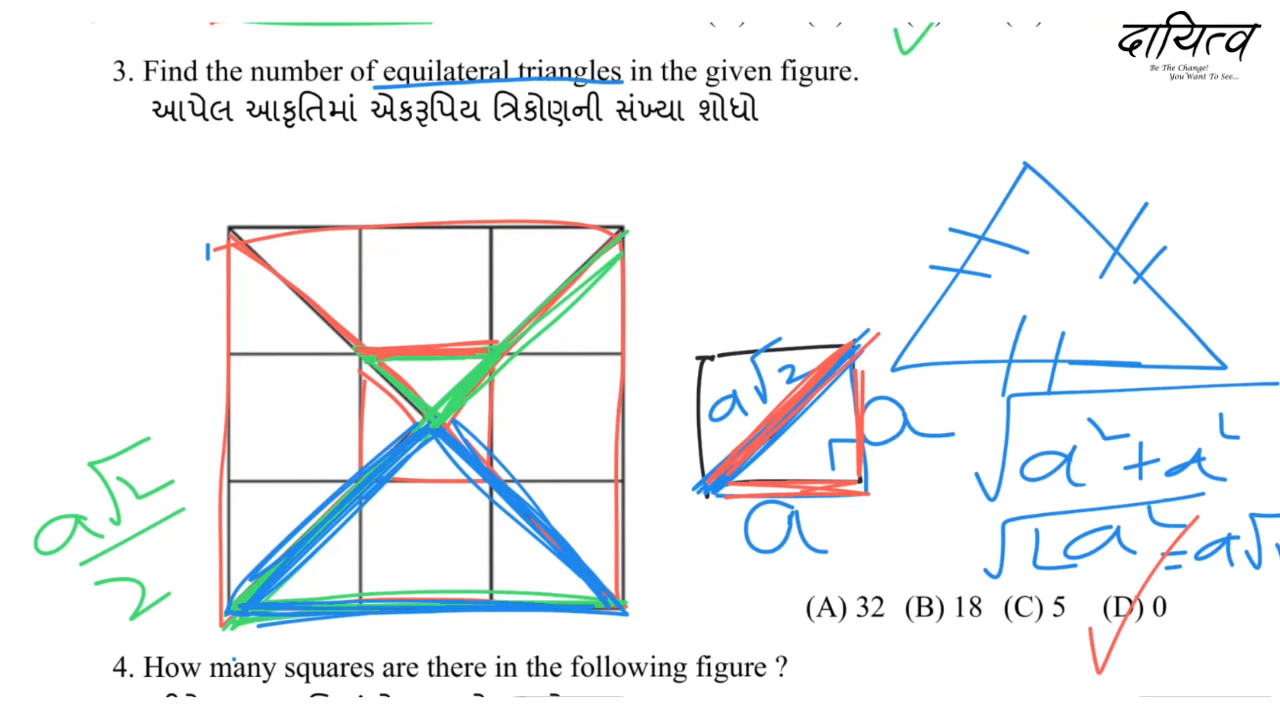 दायित्व
Be The Change!
You Want To See...
3. Find the number of equilateral triangles in the given figure.
આપેલ આકૃતિમાં એકરૂપિય ત્રિકોણની સંખ્યા શોધો
a√2
a
√a²+a²
a
√2a² = a√
a√2
2
(A) 32 (B) 18 (C) 5 (D) 0
4. How many squares are there in the following figure ?